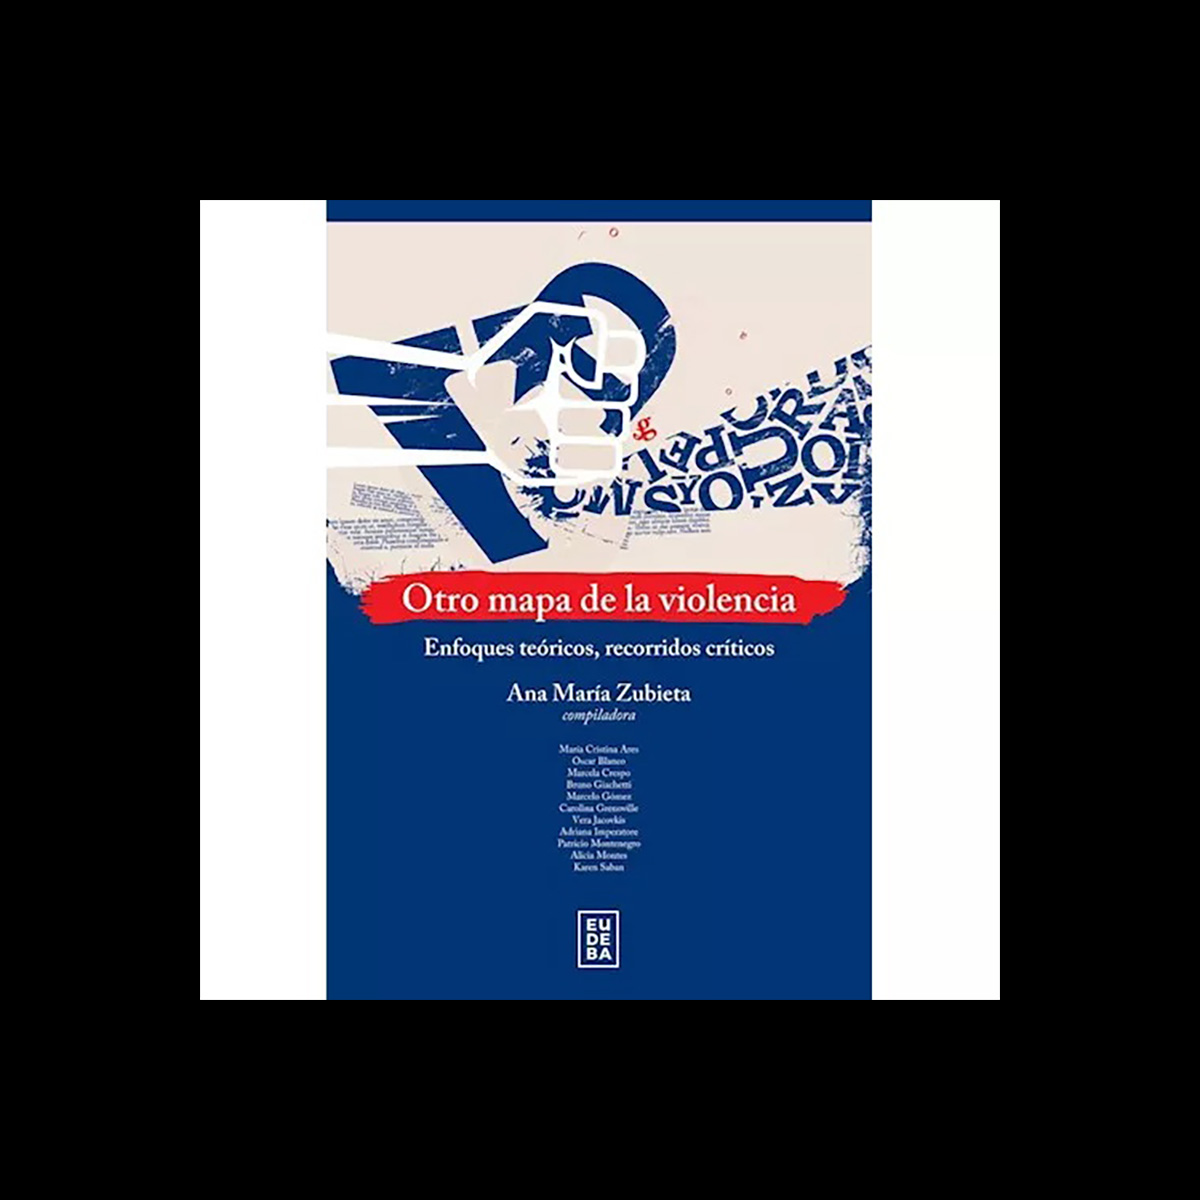 Otro mapa de la violencia
Enfoques teóricos, recorridos críticos
Ana María Zubieta
compiladora
María Cristina Ares
Oscar Blanco
Marcela Crespo
Bruno Giachetti
Marcelo Gómez
Carolina Grenoville
Vera Jacovkis
Adriana Imperatore
Patricio Montenegro
Alicia Montes
Karen Saban
EU
DE
BA